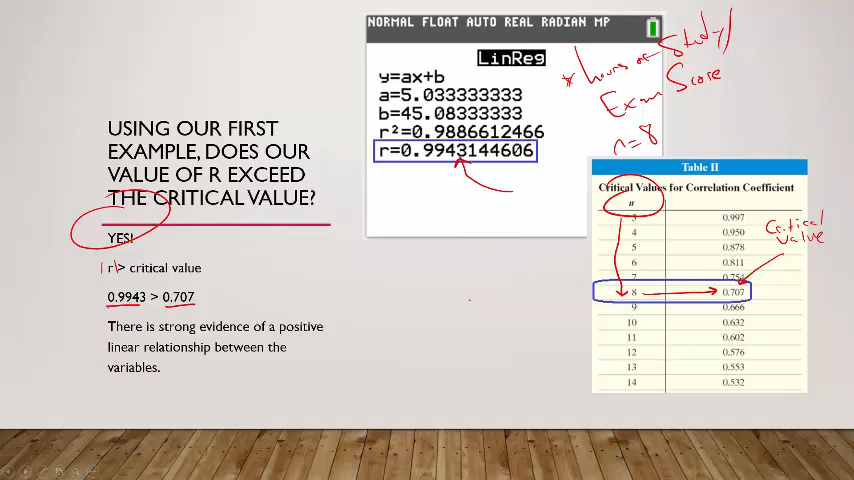 USING OUR FIRST
EXAMPLE, DOES OUR
VALUE OF R EXCEED
THE CRITICAL VALUE?
YES!
|r|> critical value
0.9943 > 0.707
There is strong evidence of a positive
linear relationship between the
variables.
NORMAL FLOAT AUTO REAL RADIAN MP
LinReg
y=ax+b
a=5.033333333
b=45.08333333
r²=0.9886612466
r=0.9943144606
* hours of Study/
Exam Score
n=8
Table II
Critical Values for Correlation Coefficient
n
3 0.997
4 0.950
5 0.878
6 0.811
7 0.754
8 0.707
9 0.666
10 0.632
11 0.602
12 0.576
13 0.553
14 0.532
Critical
Value